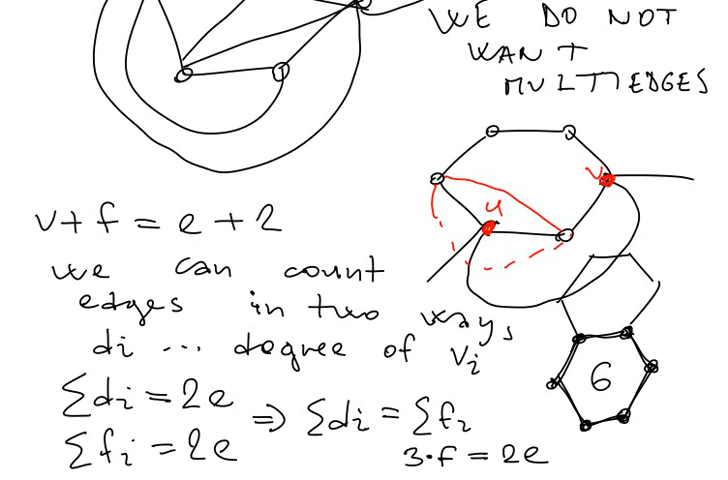 WE DO NOT
WANT
MULTIEDGES
v
u
v + f = e + 2
we can count
edges in two ways
di ... degree of vi
Σdi = 2e
Σfi = 2e
⇒ Σdi = Σfi
3·f = 2e
6